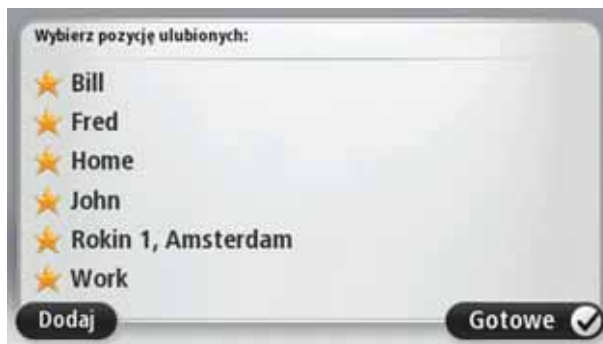 Wybierz pozycję ulubionych:
Bill
Fred
Home
John
Rokin 1, Amsterdam
Work
Dodaj
Gotowe